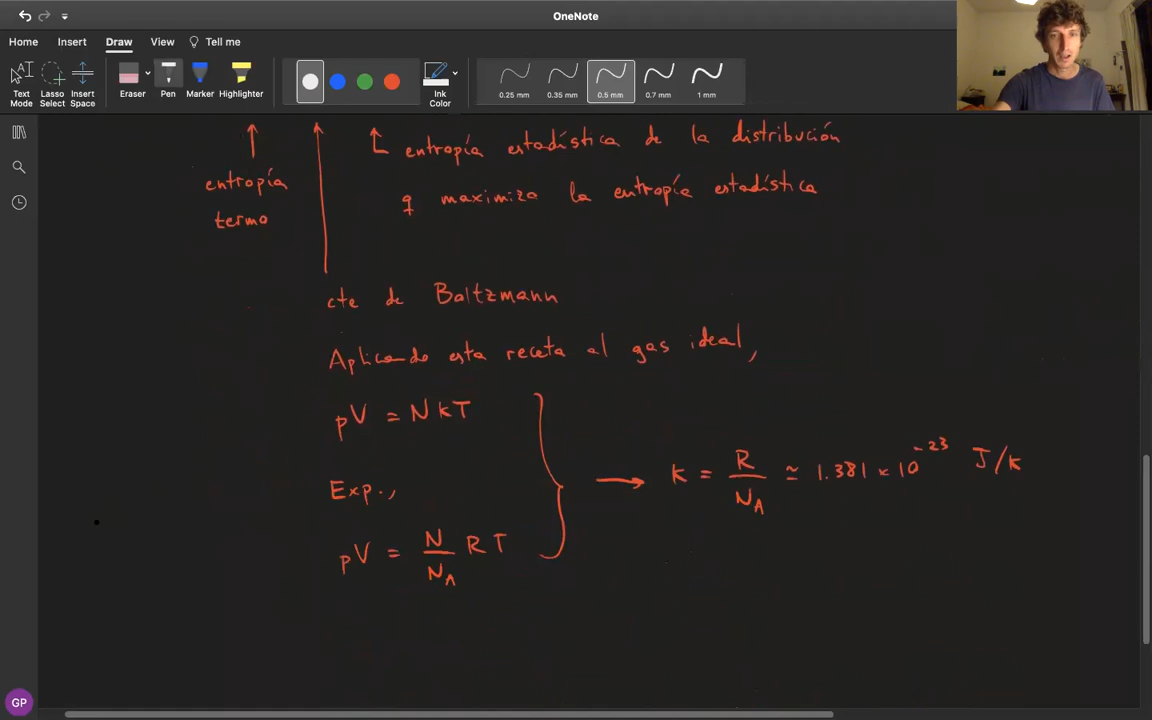 OneNote
Home Insert Draw View Tell me
Text Mode
Lasso Select
Insert Space
Eraser
Pen
Marker
Highlighter
Ink Color
0.25 mm
0.35 mm
0.5 mm
0.7 mm
1 mm
entropía estadística de la distribución
q maximiza la entropía estadística
entropía
termo
cte de Boltzmann
Aplicando esta receta al gas ideal,
pV = NkT
k = R/N_A ≃ 1.381 × 10^-23 J/K
Exp.,
pV = N/N_A RT
GP